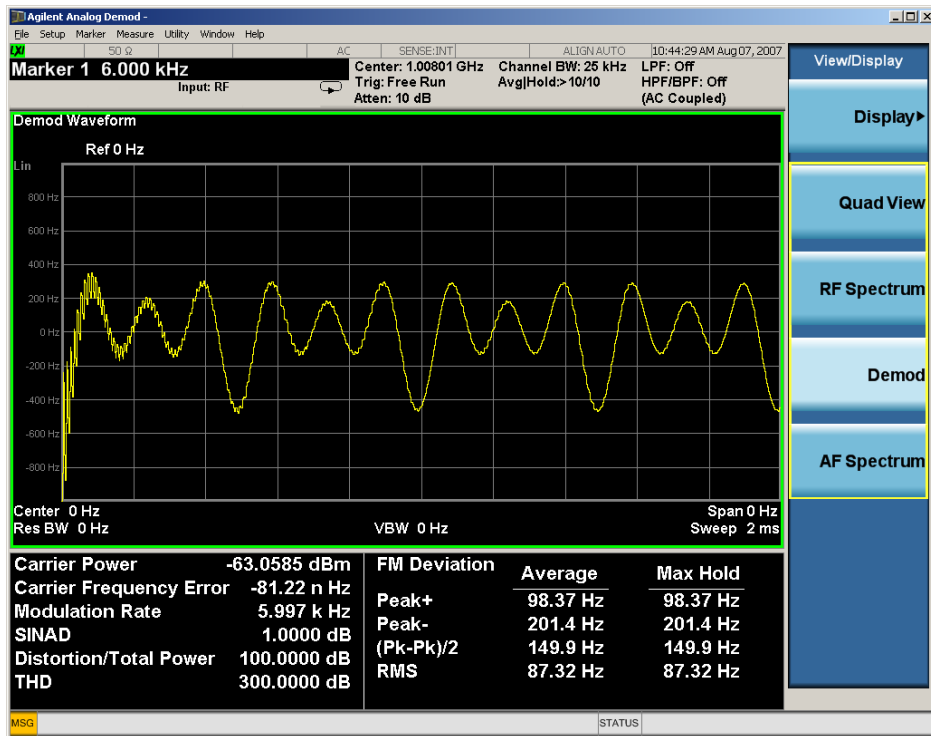 Agilent Analog Demod -
File Setup Marker Measure Utility Window Help
LXI 50 Ω AC SENSE:INT ALIGN AUTO 10:44:29 AM Aug 07, 2007
Marker 1 6.000 kHz
Input: RF
Center: 1.00801 GHz Channel BW: 25 kHz LPF: Off
Trig: Free Run Avg|Hold:>10/10 HPF/BPF: Off
Atten: 10 dB (AC Coupled)
Demod Waveform
Ref 0 Hz
Lin
800 Hz
600 Hz
400 Hz
200 Hz
0 Hz
-200 Hz
-400 Hz
-600 Hz
-800 Hz
Center 0 Hz Span 0 Hz
Res BW 0 Hz VBW 0 Hz Sweep 2 ms
Carrier Power -63.0585 dBm
Carrier Frequency Error -81.22 n Hz
Modulation Rate 5.997 k Hz
SINAD 1.0000 dB
Distortion/Total Power 100.0000 dB
THD 300.0000 dB
FM Deviation Average Max Hold
Peak+ 98.37 Hz 98.37 Hz
Peak- 201.4 Hz 201.4 Hz
(Pk-Pk)/2 149.9 Hz 149.9 Hz
RMS 87.32 Hz 87.32 Hz
View/Display
Display
Quad View
RF Spectrum
Demod
AF Spectrum
MSG STATUS